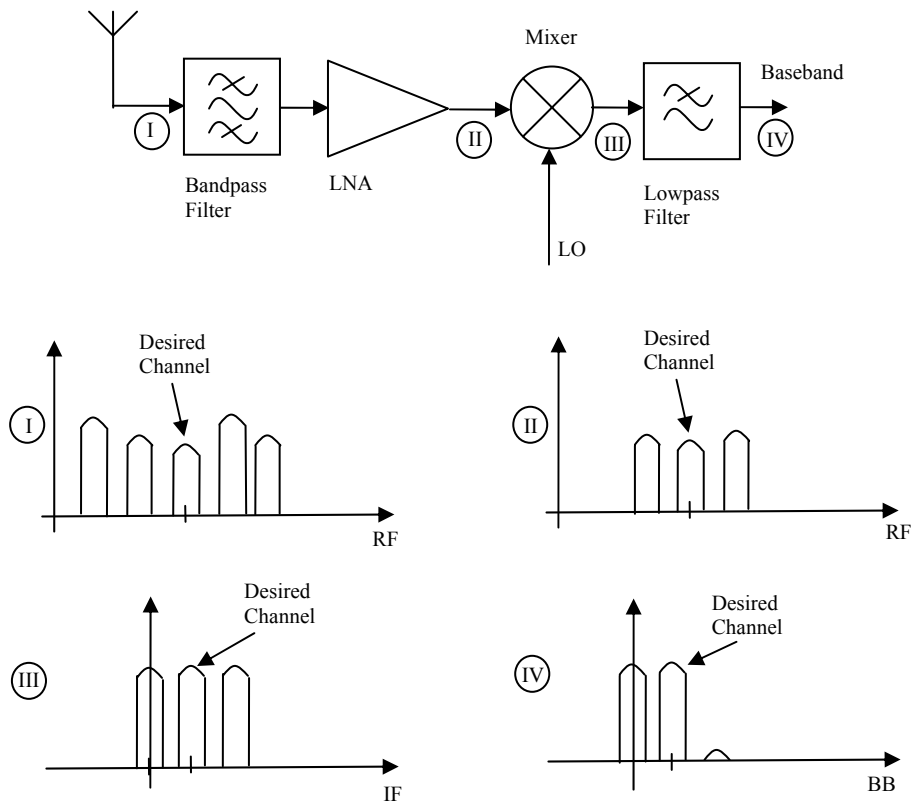 Mixer
Baseband
I
II
III
IV
Bandpass
Filter
LNA
Lowpass
Filter
LO
Desired
Channel
I
RF
Desired
Channel
II
RF
Desired
Channel
III
IF
Desired
Channel
IV
BB